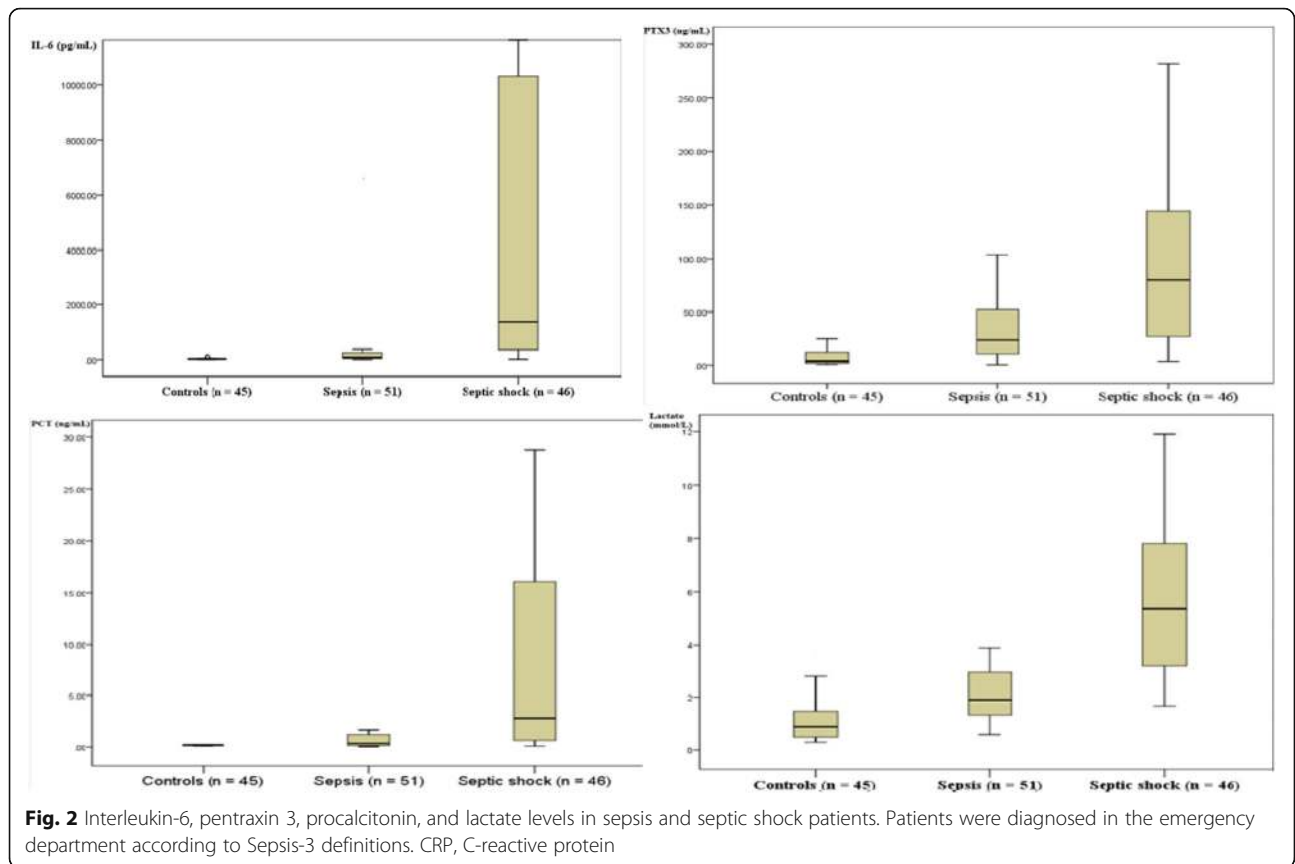 IL-6 (pg/mL)
10000.00
8000.00
6000.00
4000.00
2000.00
.00
Controls (n = 45) Sepsis (n = 51) Septic shock (n = 46)
PTX3 (ng/mL)
300.00
250.00
200.00
150.00
100.00
50.00
.00
Controls (n = 45) Sepsis (n = 51) Septic shock (n = 46)
PCT (ng/mL)
30.00
25.00
20.00
15.00
10.00
5.00
.00
Controls (n = 45) Sepsis (n = 51) Septic shock (n = 46)
Lactate
(mmol/L)
12
10
8
6
4
2
0
Controls (n = 45) Sepsis (n = 51) Septic shock (n = 46)
Fig. 2 Interleukin-6, pentraxin 3, procalcitonin, and lactate levels in sepsis and septic shock patients. Patients were diagnosed in the emergency
department according to Sepsis-3 definitions. CRP, C-reactive protein